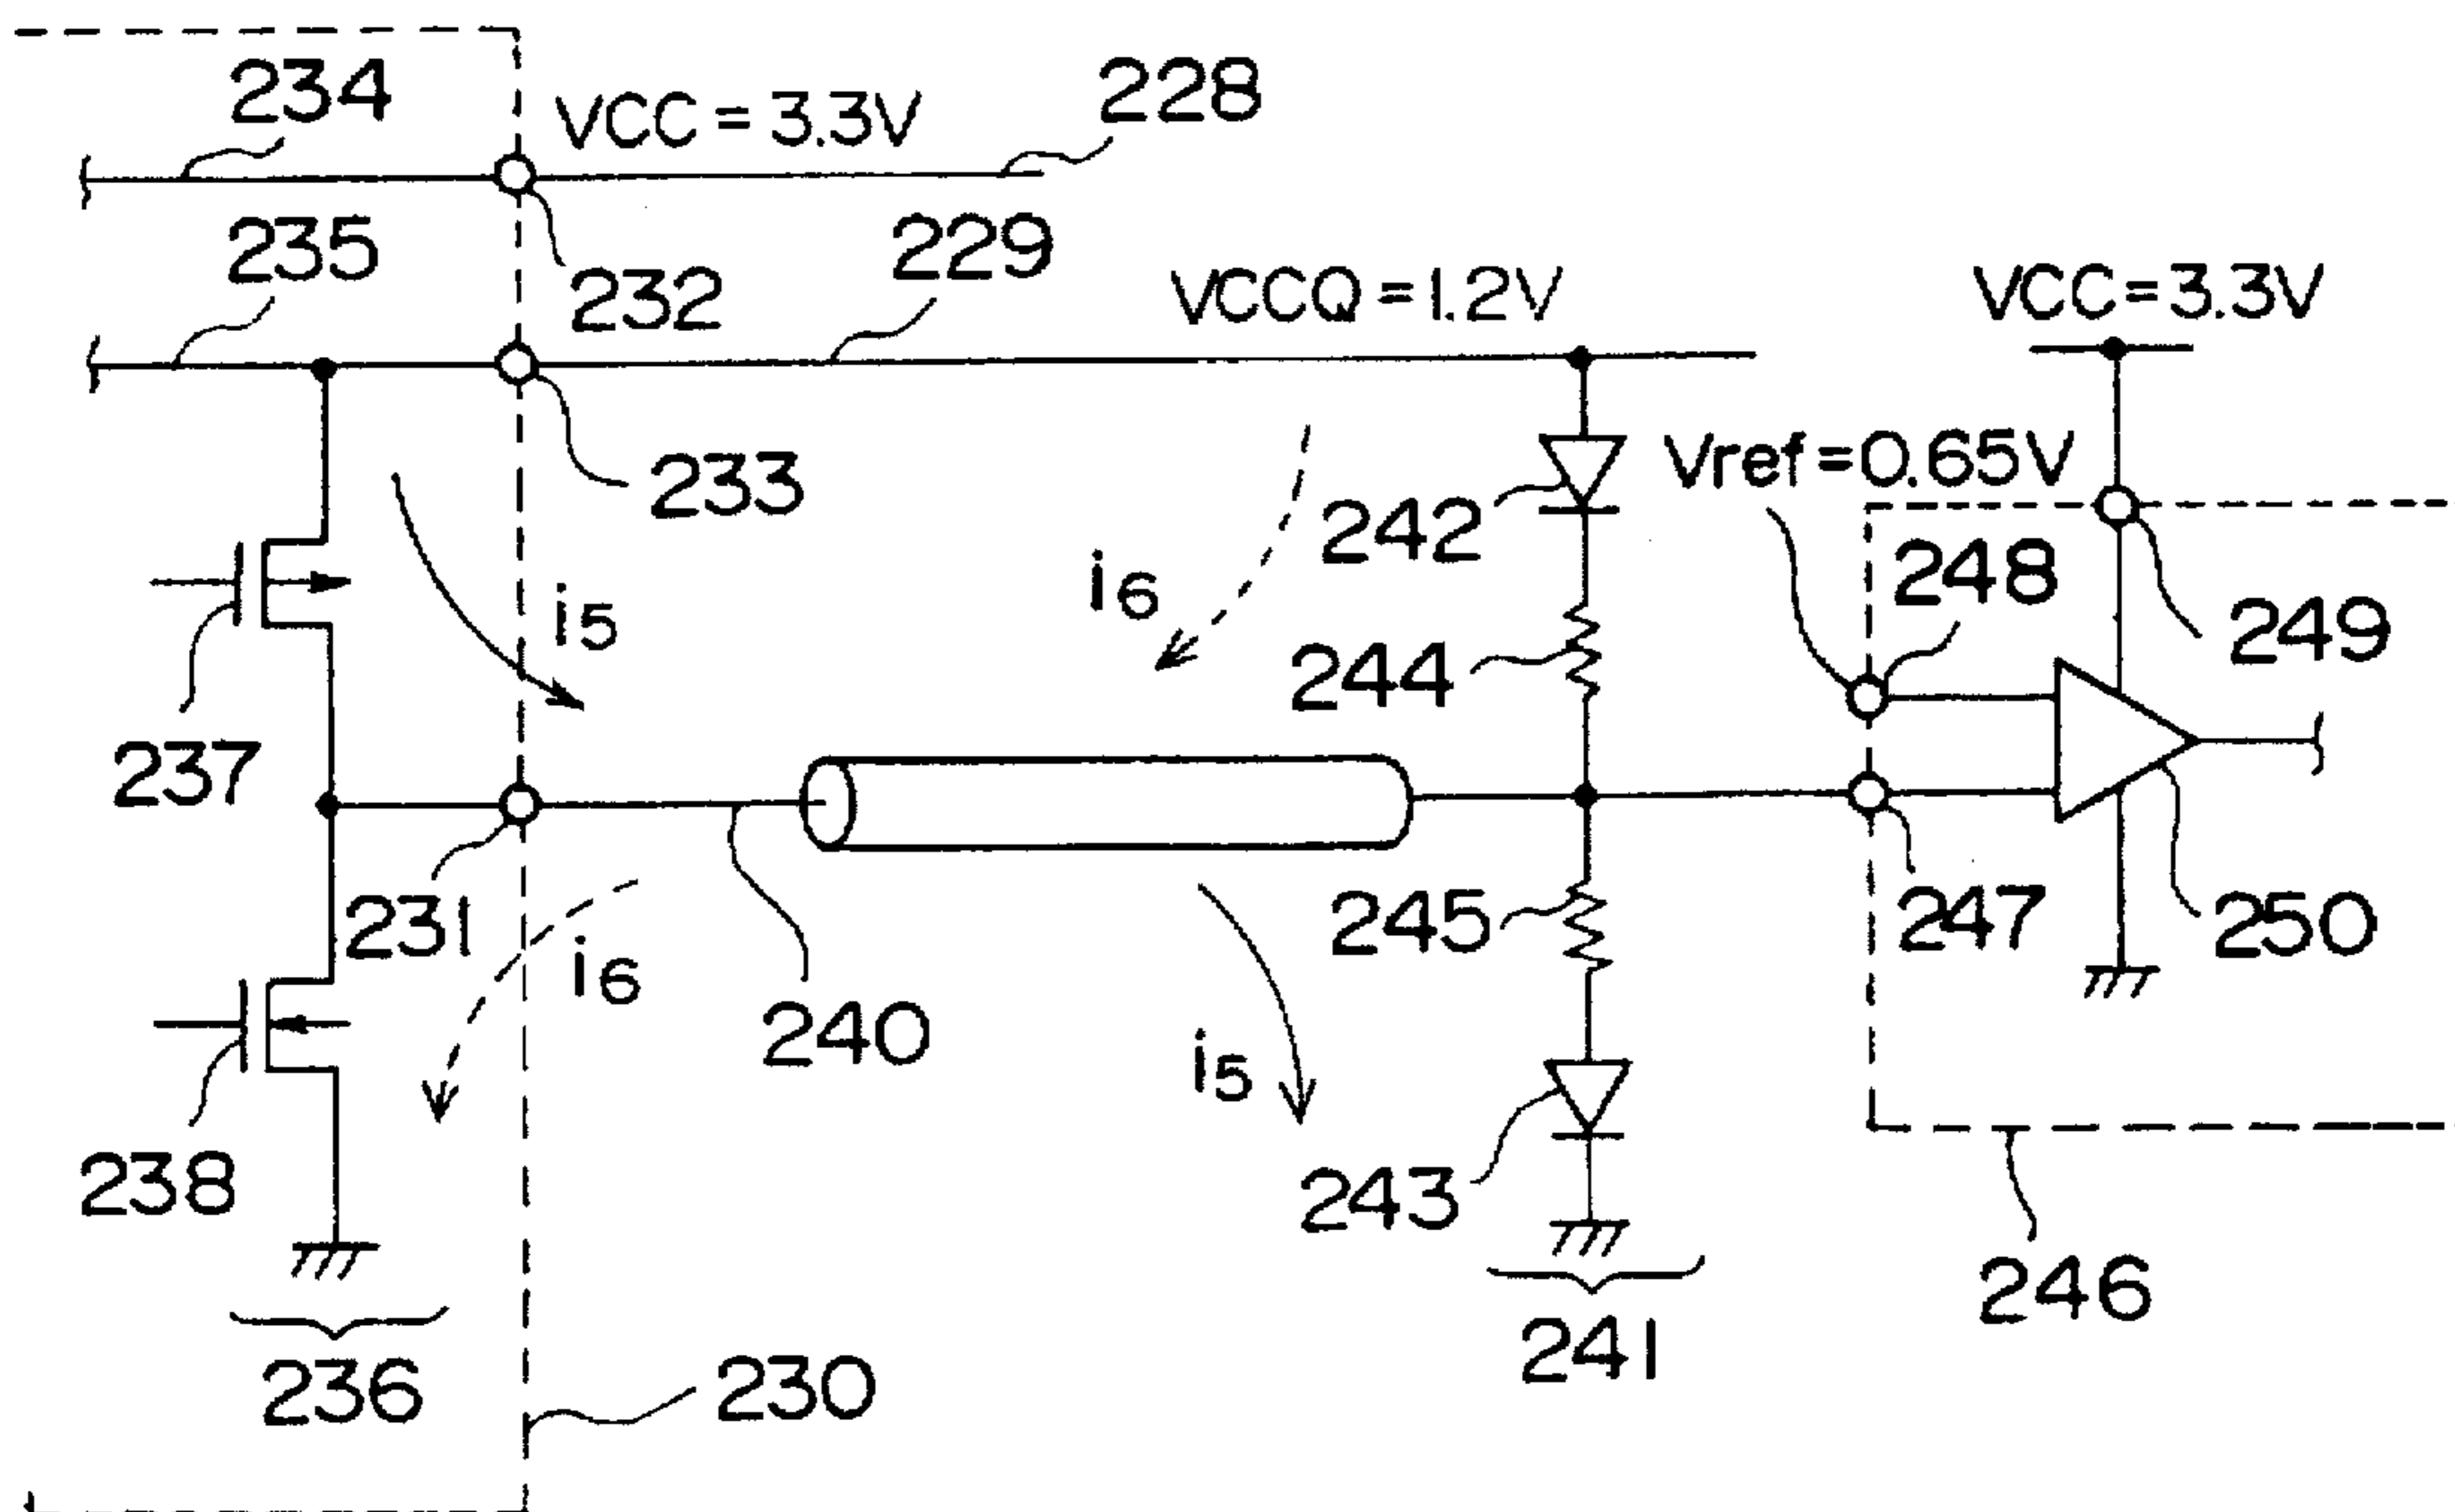 234
VCC = 3.3V
228
235
232
229
VCCQ = 1.2V
VCC = 3.3V
233
242
Vref = 0.65V
248
i5
i6
244
249
237
231
i6
240
245
247
250
i5
238
243
246
236
230
241